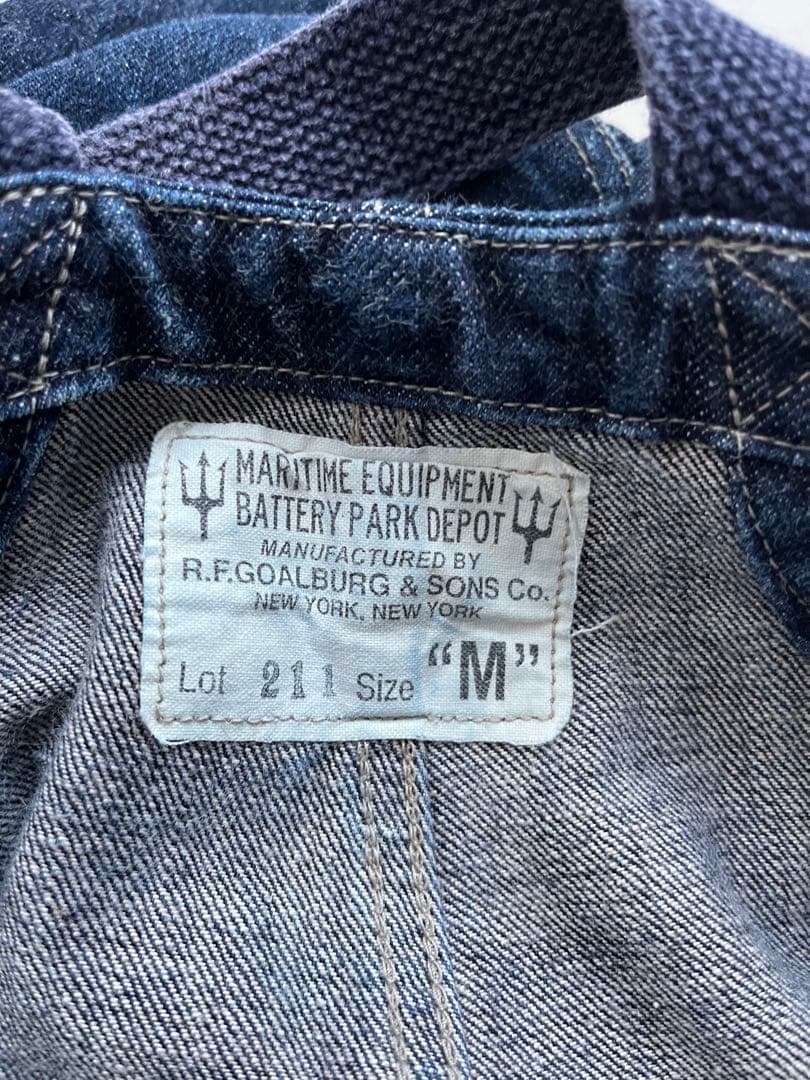 MARITIME EQUIPMENT
BATTERY PARK DEPOT
MANUFACTURED BY
R.F.GOALBURG & SONS Co.
NEW YORK, NEW YORK
Lot 211 Size “M”